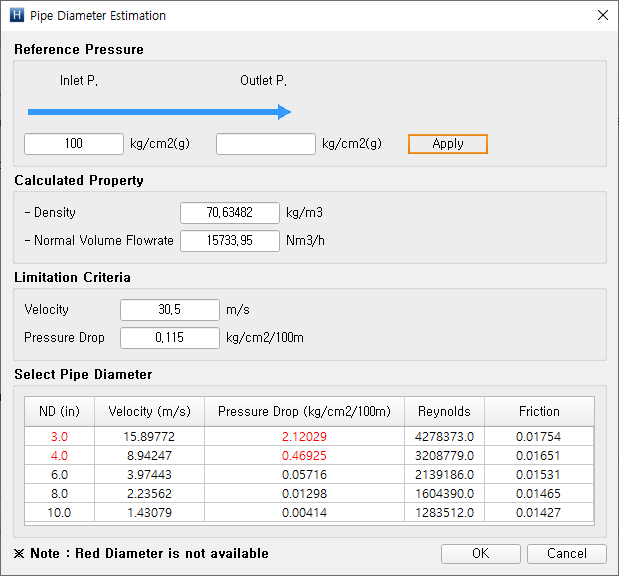 H Pipe Diameter Estimation
Reference Pressure
Inlet P. Outlet P.
100 kg/cm2(g) kg/cm2(g) Apply
Calculated Property
- Density 70.63482 kg/m3
- Normal Volume Flowrate 15733.95 Nm3/h
Limitation Criteria
Velocity 30.5 m/s
Pressure Drop 0.115 kg/cm2/100m
Select Pipe Diameter
ND (in) Velocity (m/s) Pressure Drop (kg/cm2/100m) Reynolds Friction
3.0 15.89772 2.12029 4278373.0 0.01754
4.0 8.94247 0.46925 3208779.0 0.01651
6.0 3.97443 0.05716 2139186.0 0.01531
8.0 2.23562 0.01298 1604390.0 0.01465
10.0 1.43079 0.00414 1283512.0 0.01427
※ Note : Red Diameter is not available OK Cancel